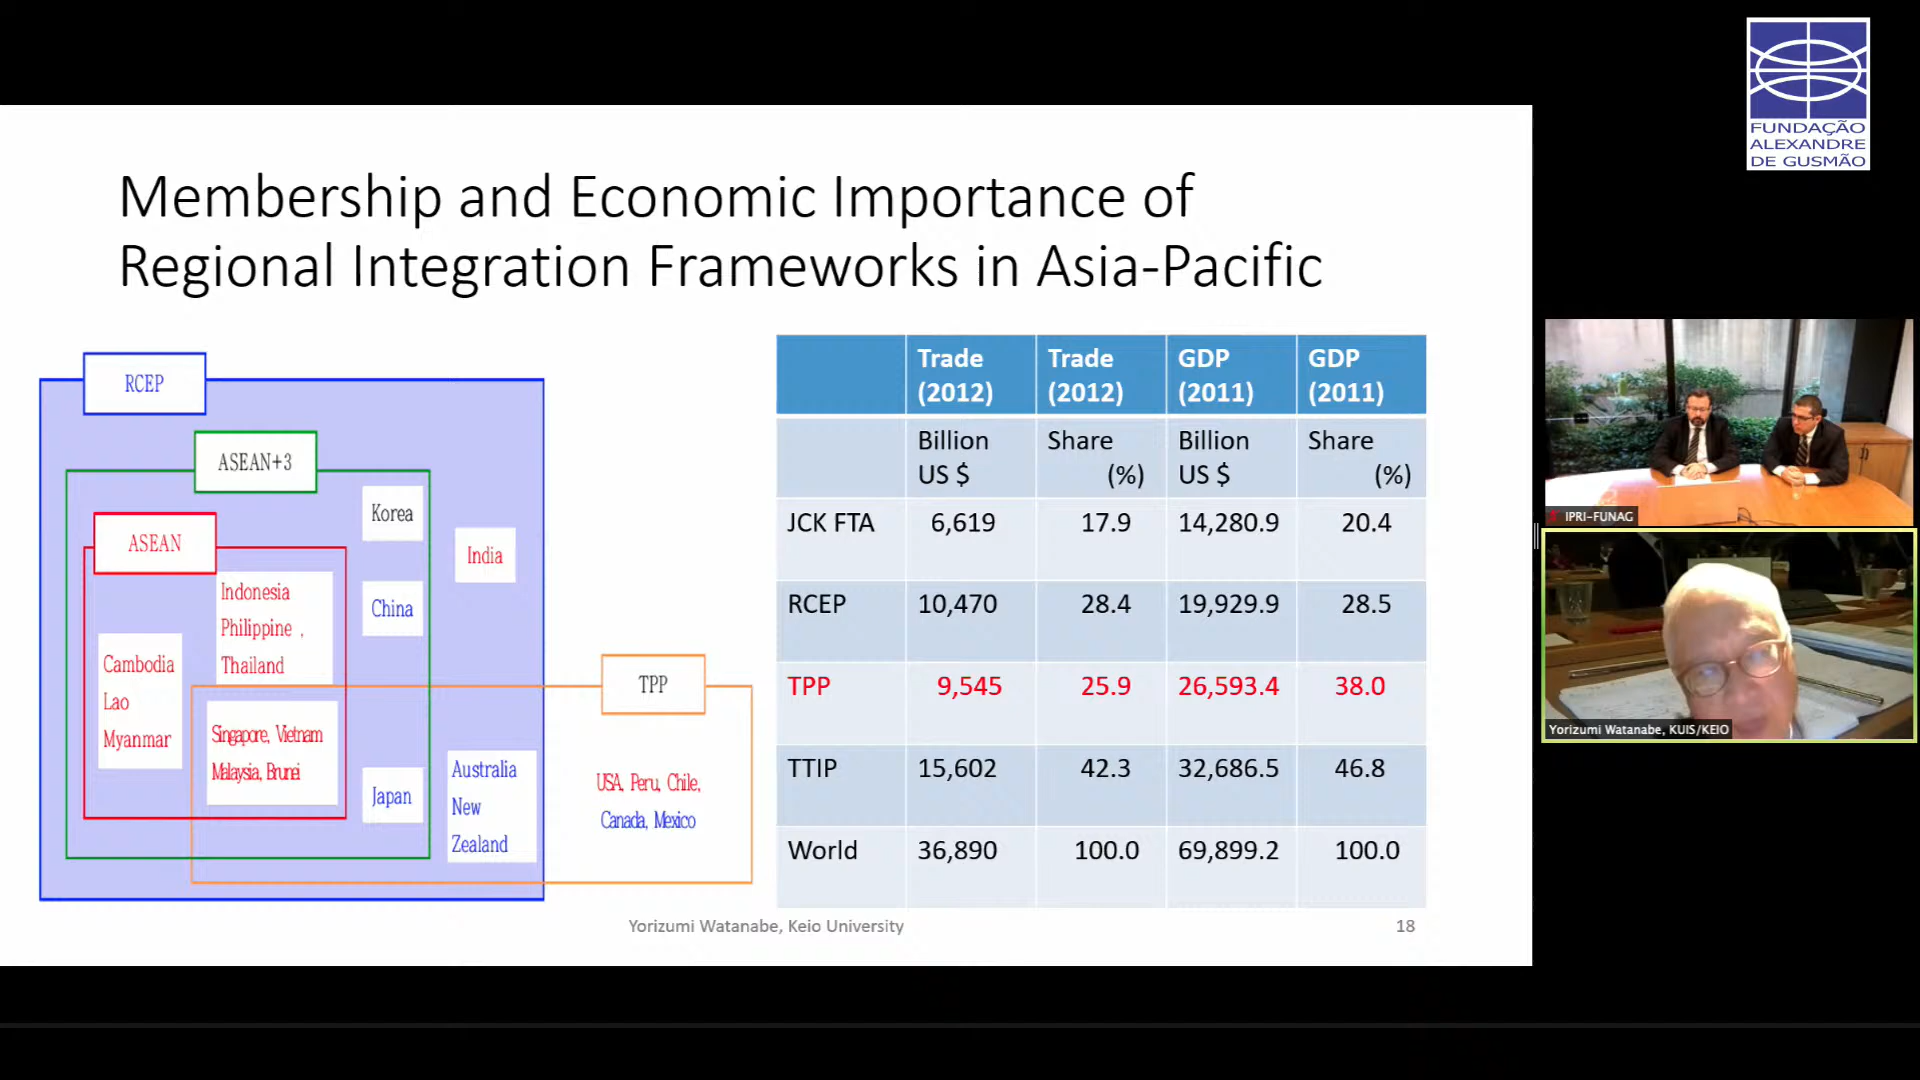 FUNDAÇÃO
ALEXANDRE
DE GUSMÃO
Membership and Economic Importance of
Regional Integration Frameworks in Asia-Pacific
RCEP
ASEAN+3
ASEAN
Korea
India
China
Indonesia
Philippine ,
Thailand
Cambodia
Lao
Myanmar
Singapore, Vietnam
Malaysia, Brunei
Japan
Australia
New
Zealand
TPP
USA, Peru, Chile,
Canada, Mexico
Trade (2012) Trade (2012) GDP (2011) GDP (2011)
Billion US $ Share (%) Billion US $ Share (%)
JCK FTA 6,619 17.9 14,280.9 20.4
RCEP 10,470 28.4 19,929.9 28.5
TPP 9,545 25.9 26,593.4 38.0
TTIP 15,602 42.3 32,686.5 46.8
World 36,890 100.0 69,899.2 100.0
Yorizumi Watanabe, Keio University
18
IPRI-FUNAG
Yorizumi Watanabe, KUIS/KEIO